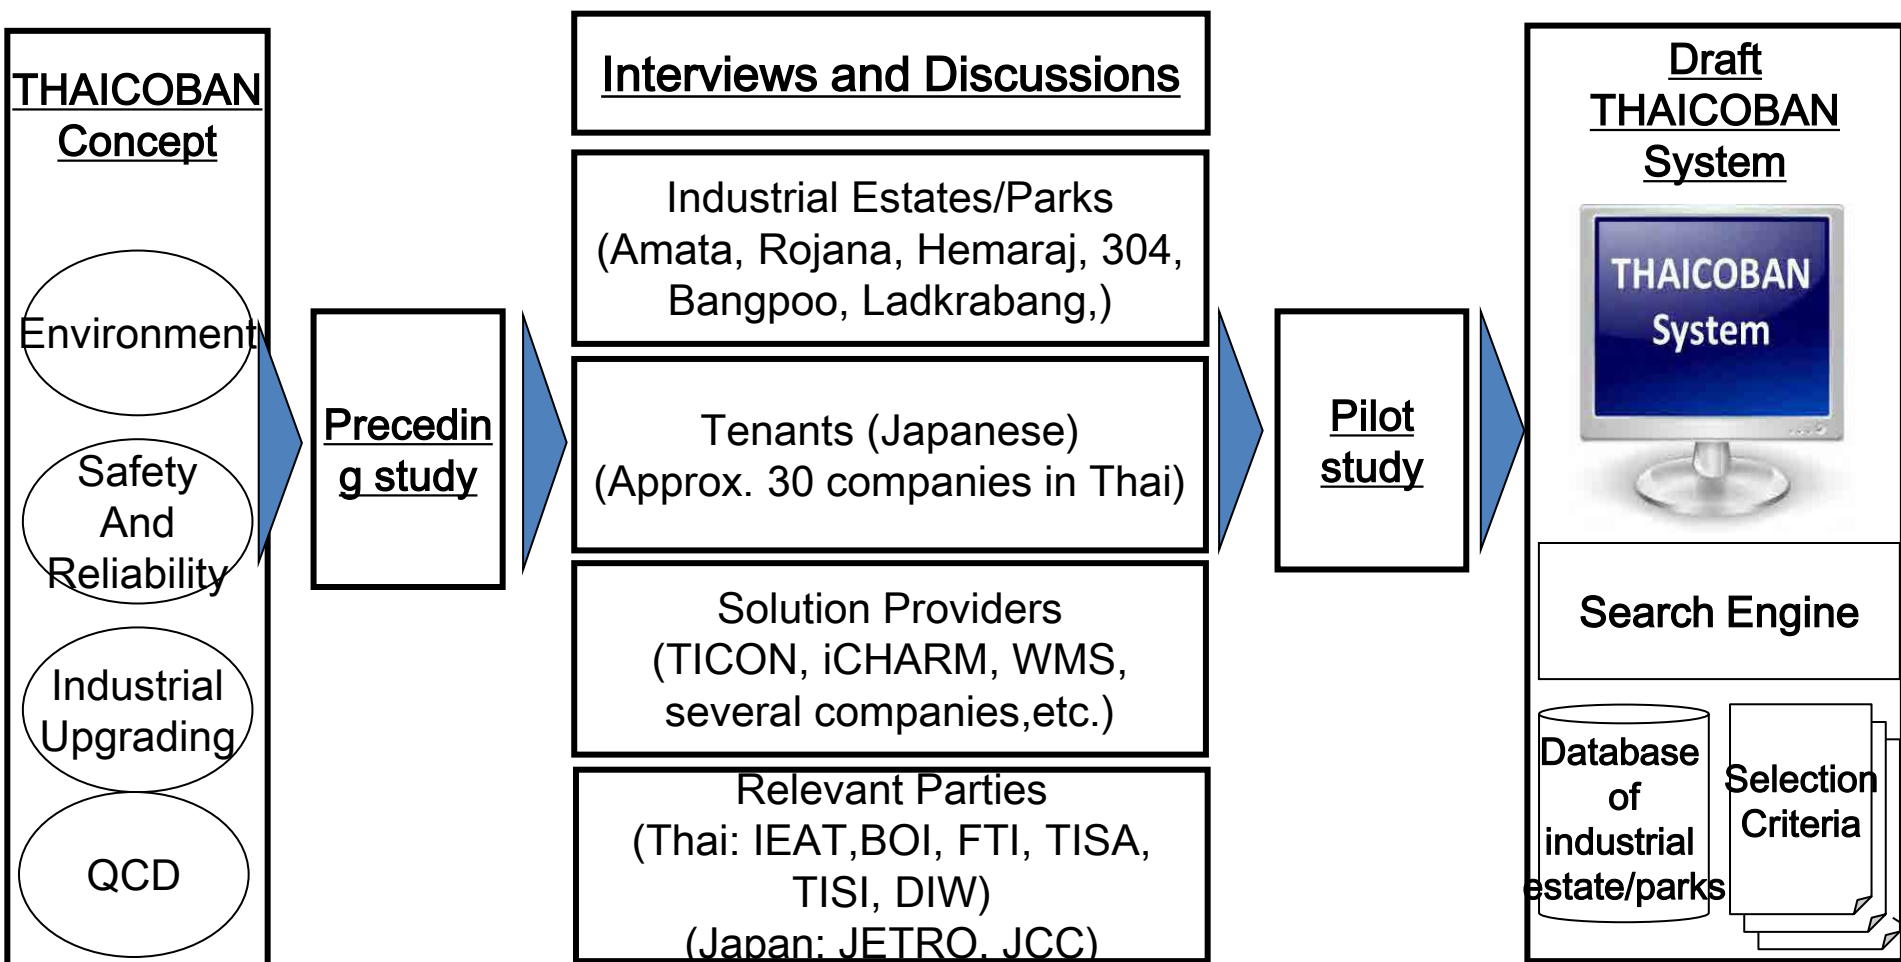 THAICOBAN
Concept
Environment
Safety
And
Reliability
Industrial
Upgrading
QCD
Precedin
g study
Interviews and Discussions
Industrial Estates/Parks
(Amata, Rojana, Hemaraj, 304,
Bangpoo, Ladkrabang,)
Tenants (Japanese)
(Approx. 30 companies in Thai)
Solution Providers
(TICON, iCHARM, WMS,
several companies,etc.)
Relevant Parties
(Thai: IEAT,BOI, FTI, TISA,
TISI, DIW)
(Japan: JETRO, JCC)
Pilot
study
Draft
THAICOBAN
System
THAICOBAN
System
Search Engine
Database
of
industrial
estate/parks
Selection
Criteria